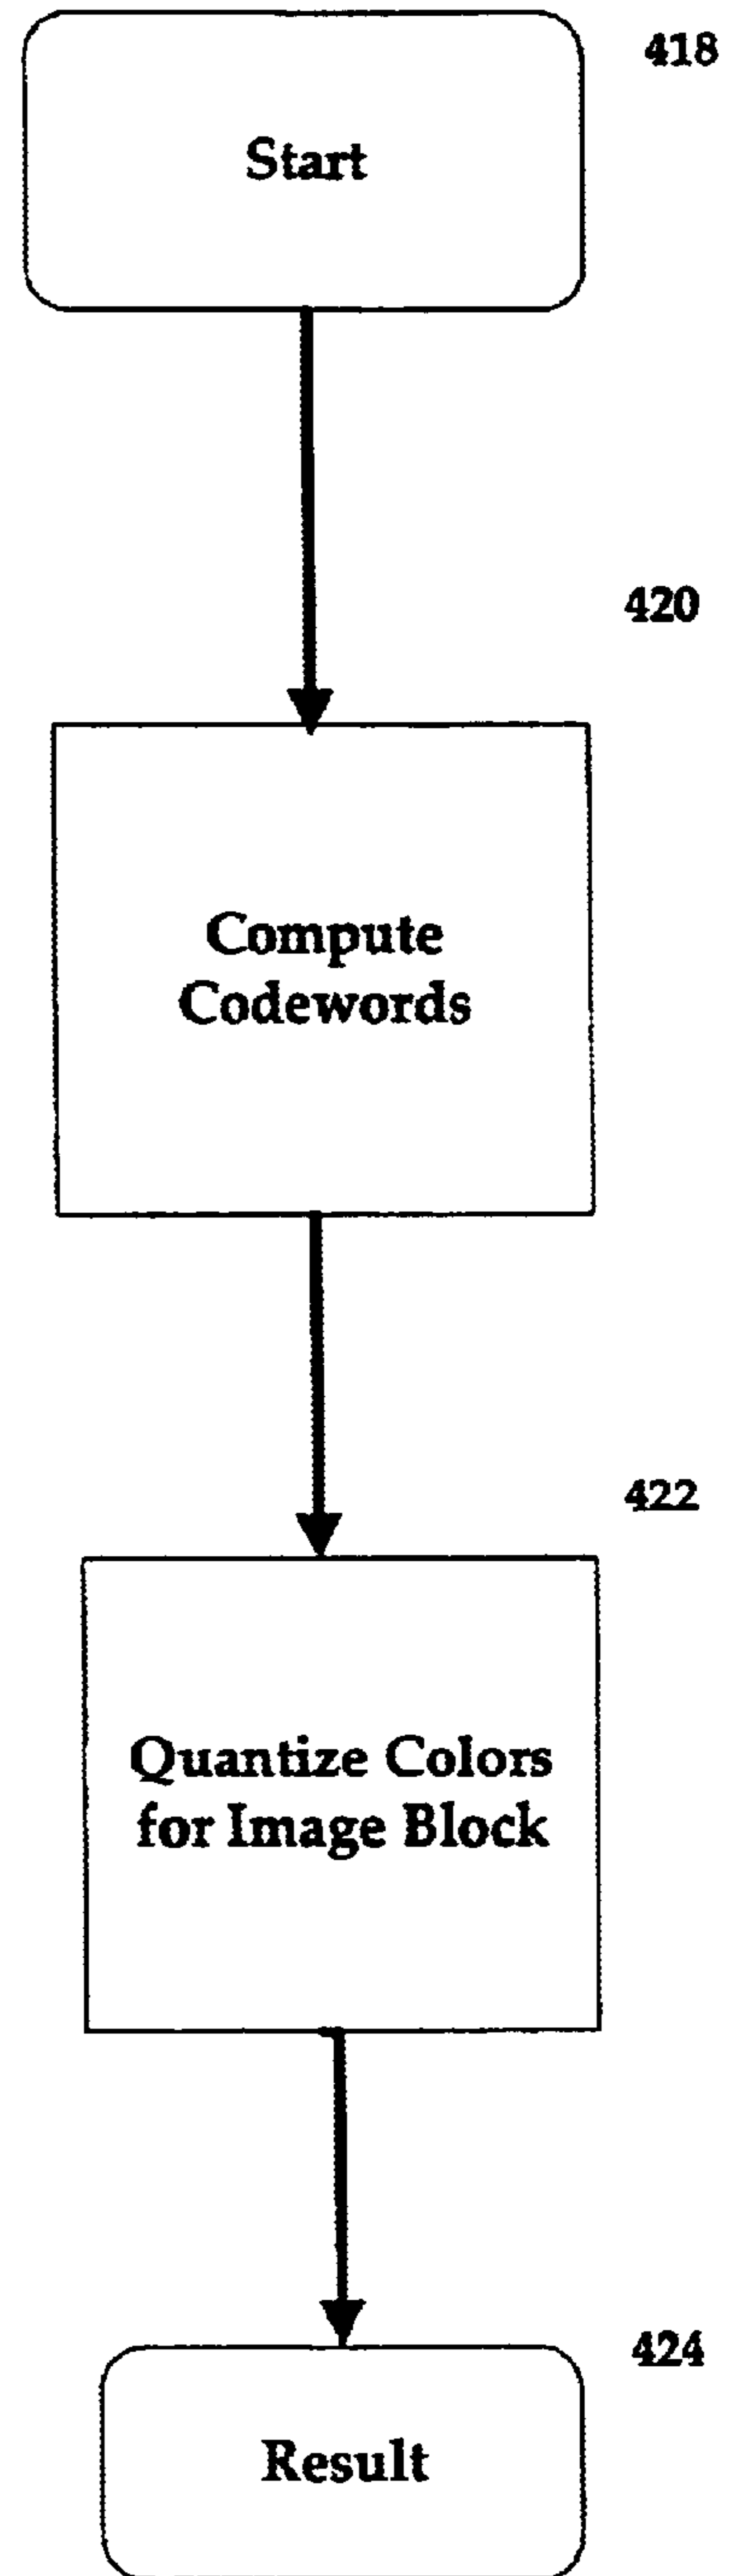 418
Start
420
Compute
Codewords
422
Quantize Colors
for Image Block
424
Result